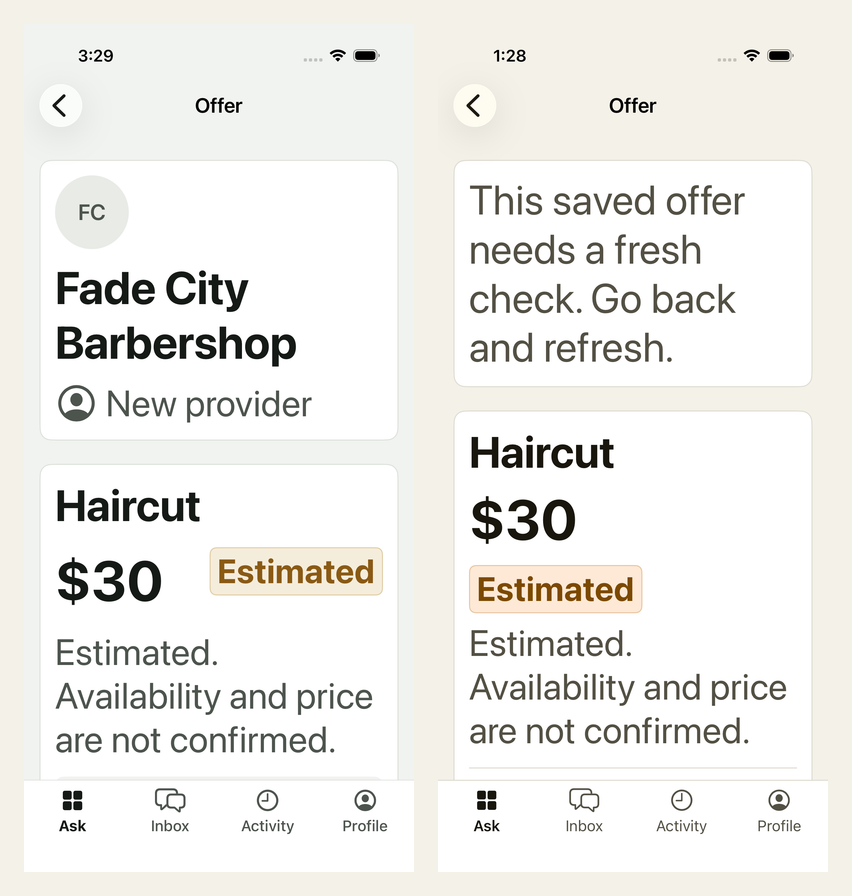 3:29
Offer
FC
Fade City
Barbershop
New provider
Haircut
$30
Estimated
Estimated.
Availability and price
are not confirmed.
Ask
Inbox
Activity
Profile
1:28
Offer
This saved offer
needs a fresh
check. Go back
and refresh.
Haircut
$30
Estimated
Estimated.
Availability and price
are not confirmed.
Ask
Inbox
Activity
Profile